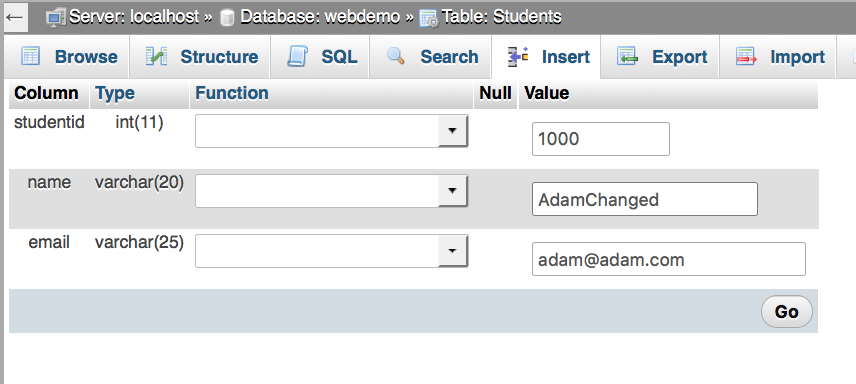 ← Server: localhost » Database: webdemo » Table: Students
Browse Structure SQL Search Insert Export Import
Column Type Function Null Value
studentid int(11) 1000
name varchar(20) AdamChanged
email varchar(25) adam@adam.com
Go